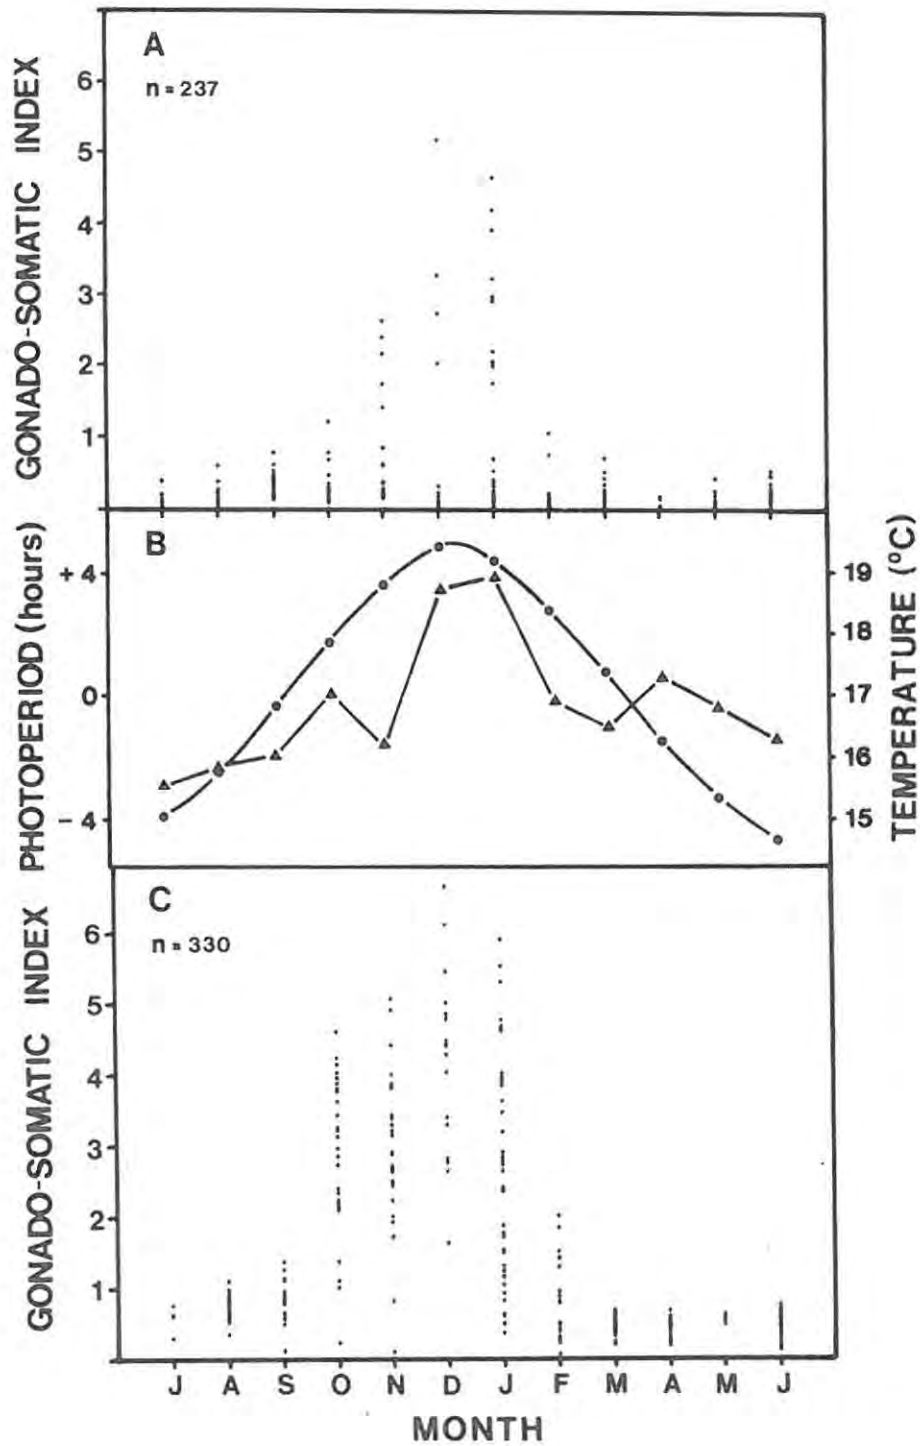 A
n = 237
GONADO-SOMATIC INDEX
6
5
4
3
2
1
B
PHOTOPERIOD (hours)
+ 4
0
- 4
19
18
17
16
15
TEMPERATURE (°C)
C
n = 330
GONADO-SOMATIC INDEX
6
5
4
3
2
1
J A S O N D J F M A M J
MONTH